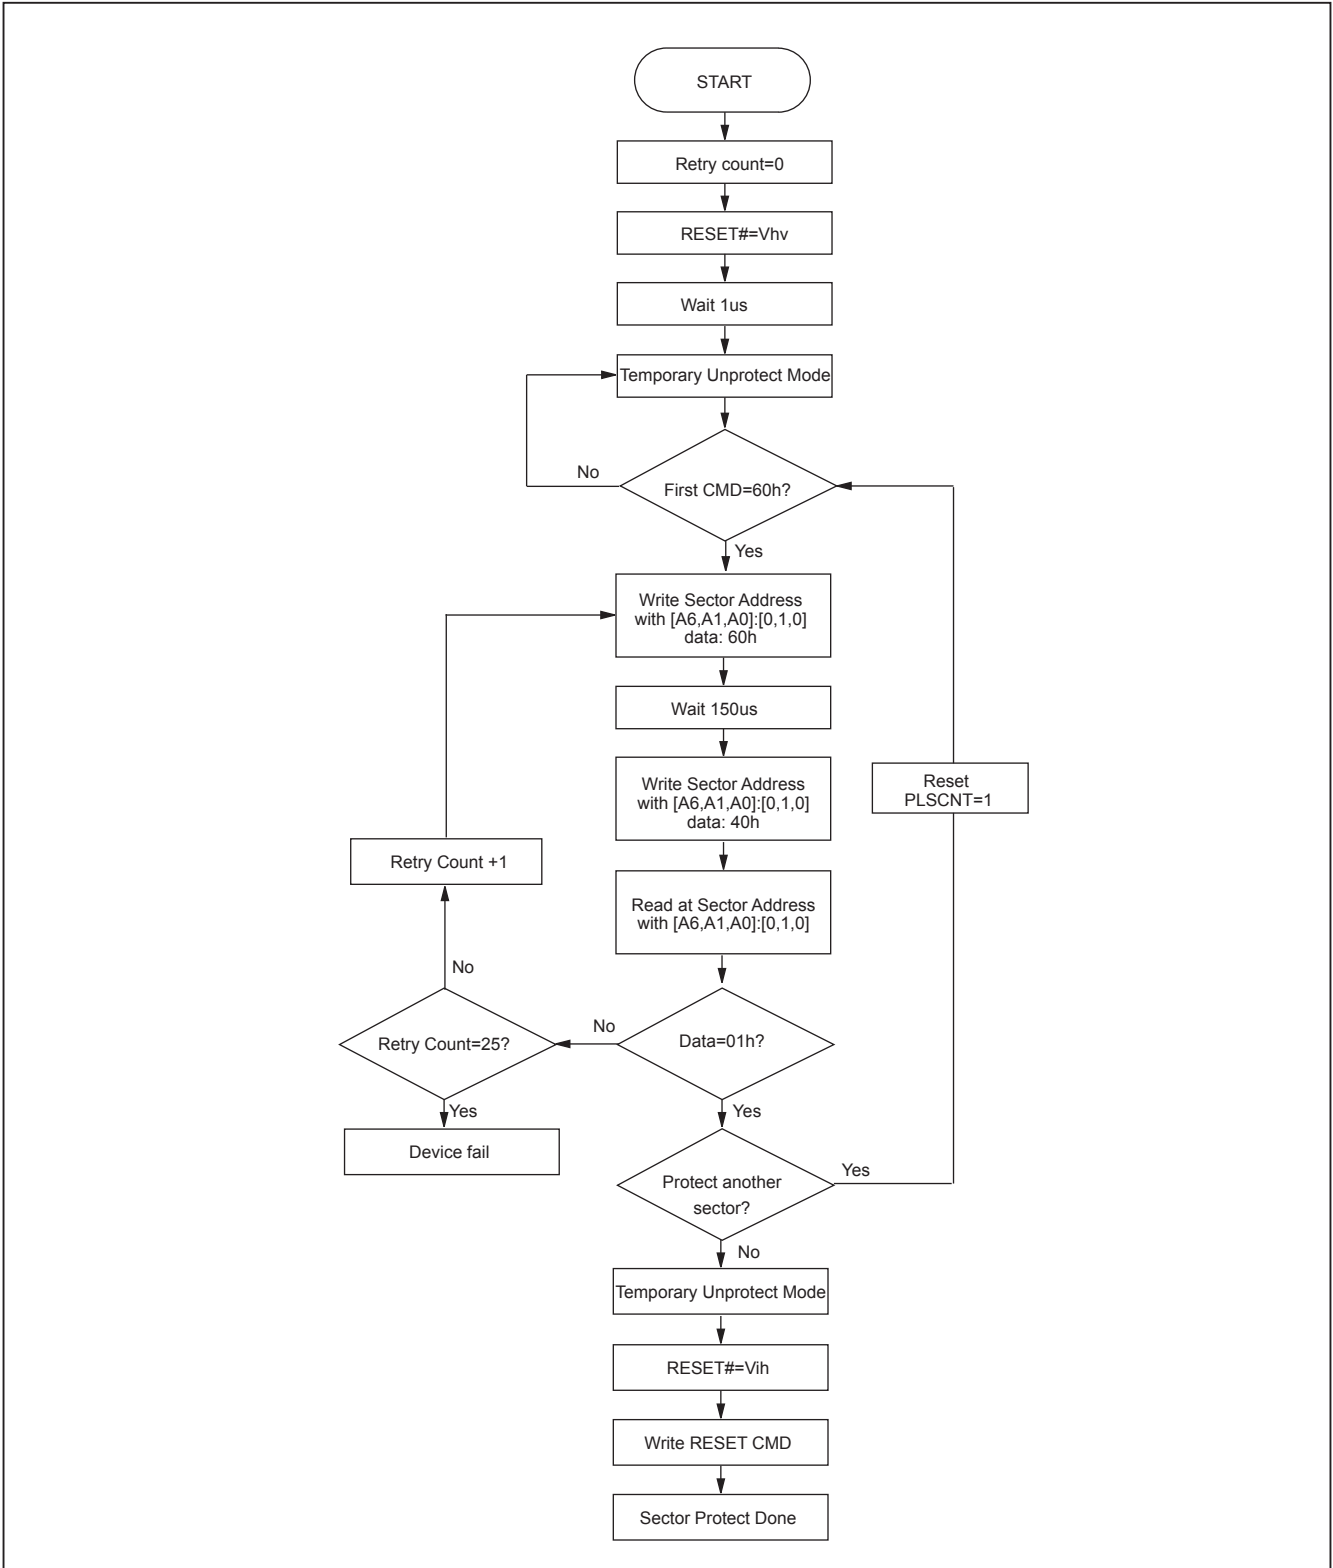 START
Retry count=0
RESET#=Vhv
Wait 1us
Temporary Unprotect Mode
No
First CMD=60h?
Yes
Write Sector Address
with [A6,A1,A0]:[0,1,0]
data: 60h
Wait 150us
Write Sector Address
with [A6,A1,A0]:[0,1,0]
data: 40h
Reset
PLSCNT=1
Retry Count +1
Read at Sector Address
with [A6,A1,A0]:[0,1,0]
No
Retry Count=25?
No
Data=01h?
Yes
Yes
Device fail
Protect another
sector?
Yes
No
Temporary Unprotect Mode
RESET#=Vih
Write RESET CMD
Sector Protect Done